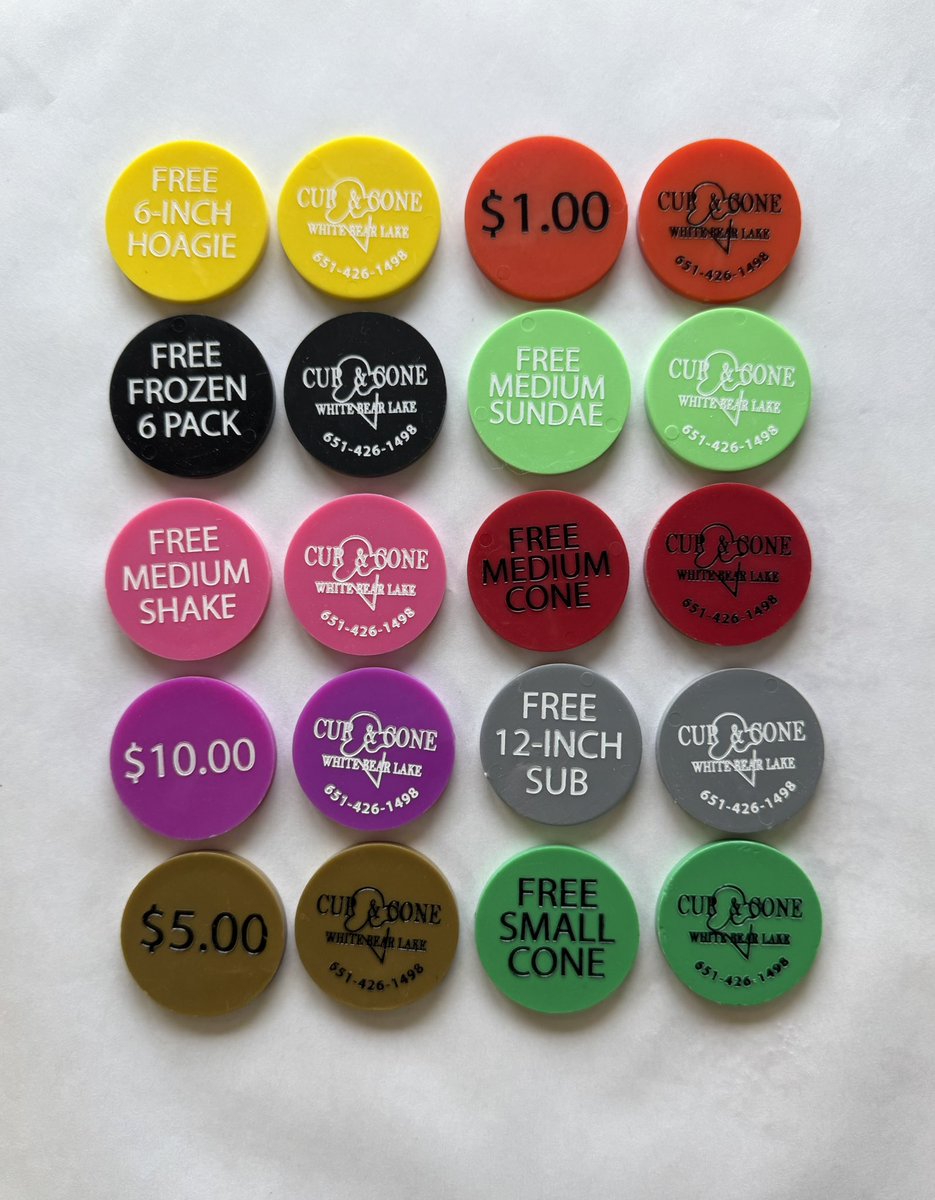 FREE
6-INCH
HOAGIE
CUP & CONE
WHITE BEAR LAKE
651-426-1498
$1.00
CUP & CONE
WHITE BEAR LAKE
651-426-1498
FREE
FROZEN
6 PACK
CUP & CONE
WHITE BEAR LAKE
651-426-1498
FREE
MEDIUM
SUNDAE
CUP & CONE
WHITE BEAR LAKE
651-426-1498
FREE
MEDIUM
SHAKE
CUP & CONE
WHITE BEAR LAKE
651-426-1498
FREE
MEDIUM
CONE
CUP & CONE
WHITE BEAR LAKE
651-426-1498
$10.00
CUP & CONE
WHITE BEAR LAKE
651-426-1498
FREE
12-INCH
SUB
CUP & CONE
WHITE BEAR LAKE
651-426-1498
$5.00
CUP & CONE
WHITE BEAR LAKE
651-426-1498
FREE
SMALL
CONE
CUP & CONE
WHITE BEAR LAKE
651-426-1498